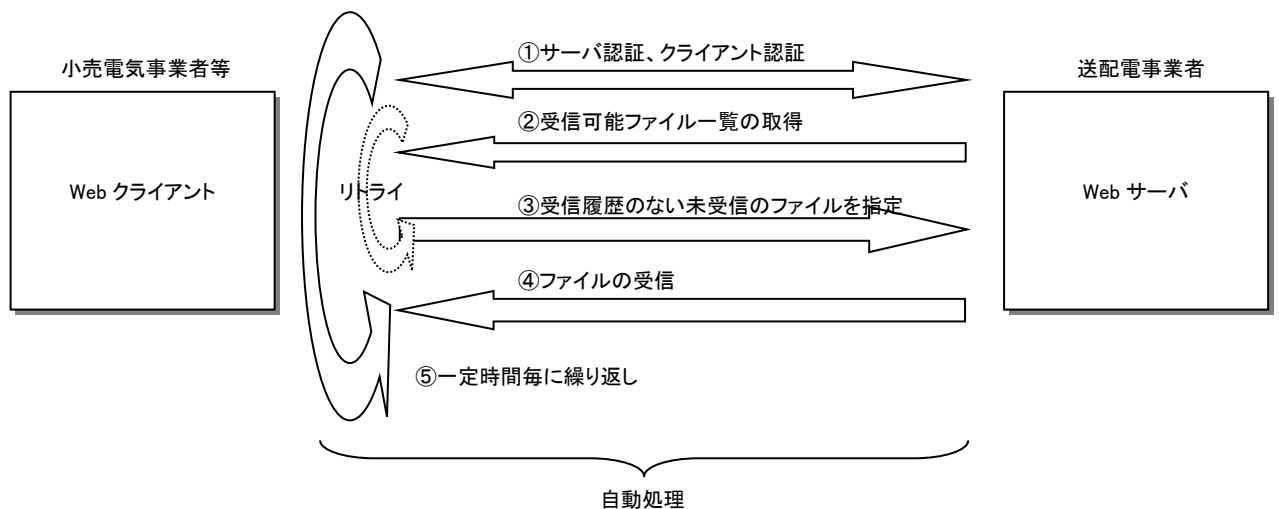 ①サーバ認証、クライアント認証
小売電気事業者等
送配電事業者
②受信可能ファイル一覧の取得
Web クライアント
リトライ
Web サーバ
③受信履歴のない未受信のファイルを指定
④ファイルの受信
⑤一定時間毎に繰り返し
自動処理